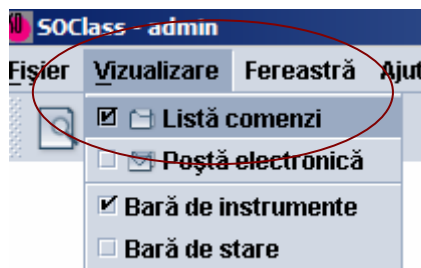 SOClass - admin
Fişier Vizualizare Fereastră Ajut
Listă comenzi
Poştă electronică
Bară de instrumente
Bară de stare